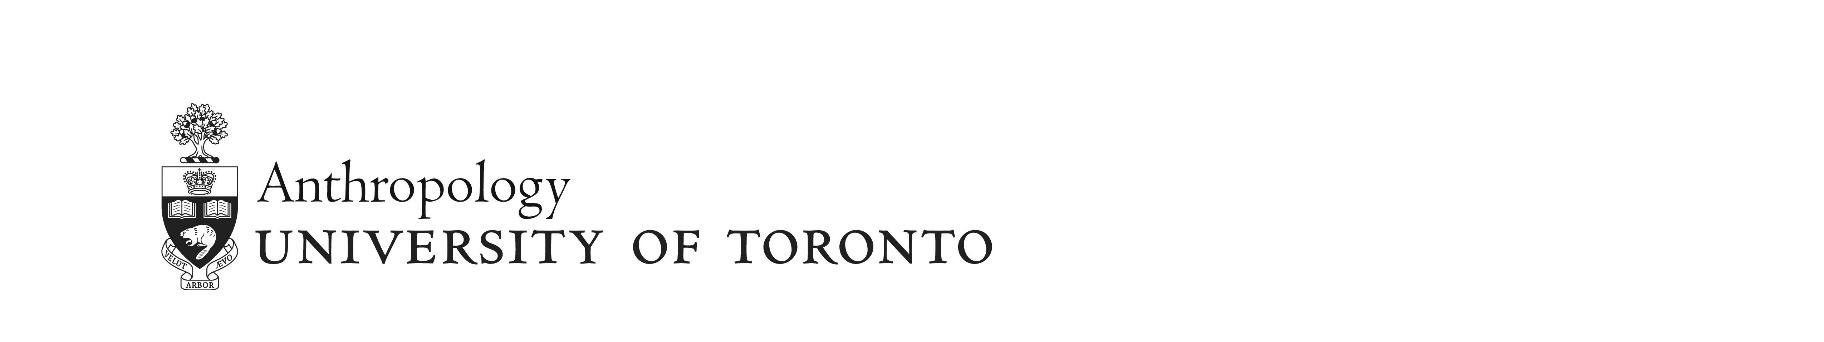 Anthropology
UNIVERSITY OF TORONTO
VELUT
ARBOR
ÆVO